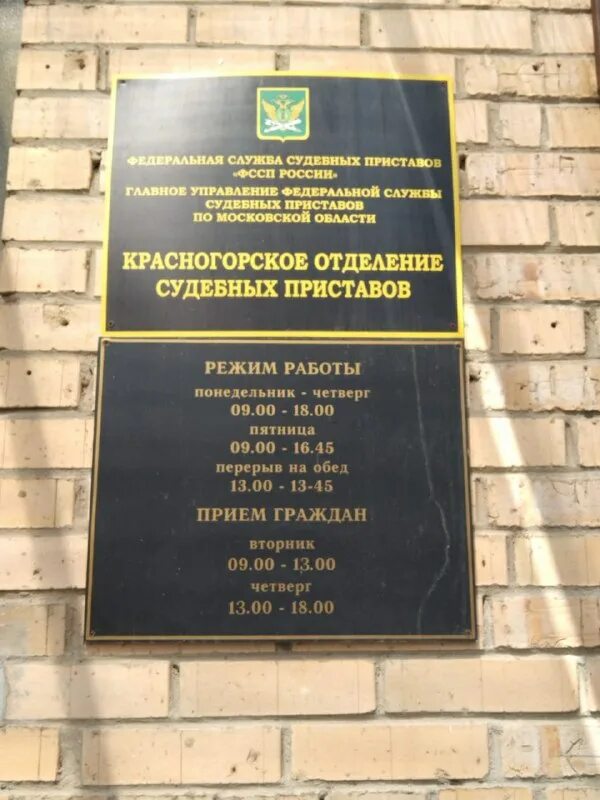 ФЕДЕРАЛЬНАЯ СЛУЖБА СУДЕБНЫХ ПРИСТАВОВ
«ФССП РОССИИ»
ГЛАВНОЕ УПРАВЛЕНИЕ ФЕДЕРАЛЬНОЙ СЛУЖБЫ
СУДЕБНЫХ ПРИСТАВОВ
ПО МОСКОВСКОЙ ОБЛАСТИ
КРАСНОГОРСКОЕ ОТДЕЛЕНИЕ
СУДЕБНЫХ ПРИСТАВОВ
РЕЖИМ РАБОТЫ
понедельник - четверг
09.00 - 18.00
пятница
09.00 - 16.45
перерыв на обед
13.00 - 13-45
ПРИЕМ ГРАЖДАН
вторник
09.00 - 13.00
четверг
13.00 - 18.00